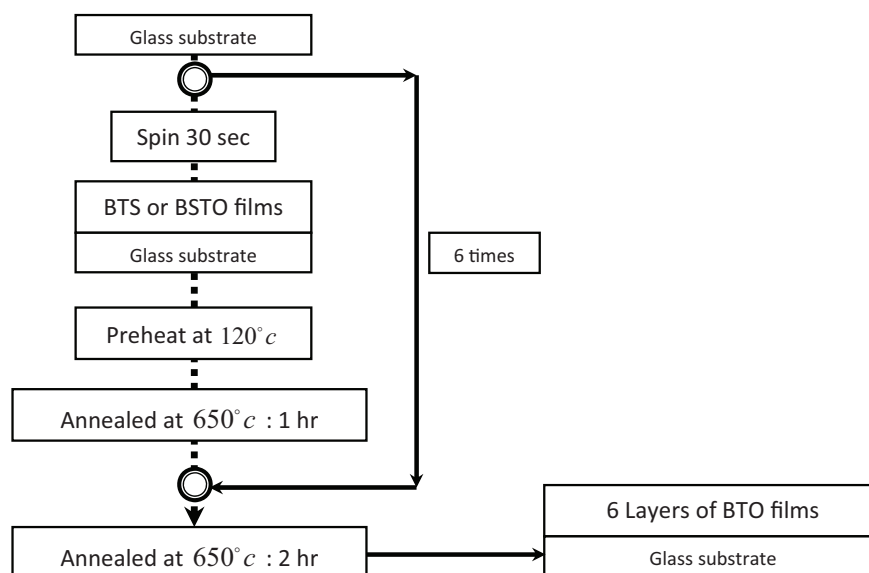 Glass substrate
Spin 30 sec
BTS or BSTO films
Glass substrate
6 times
Preheat at 120°c
Annealed at 650°c : 1 hr
Annealed at 650°c : 2 hr
6 Layers of BTO films
Glass substrate